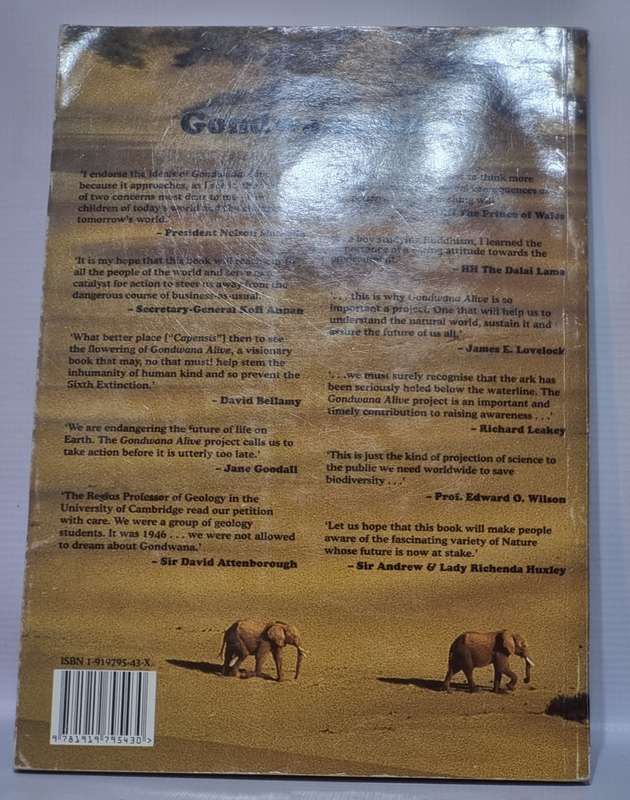 'I endorse the ideals of Gondwana
because it approaches, as I see it, the
of two concerns most dear to me – the
children of today's world and the
tomorrow's world.'
– President Nelson Mandela
'It is my hope that this book will reach
all the people of the world and serve as a
catalyst for action to steer us away from the
dangerous course of business-as-usual.'
– Secretary-General Kofi Annan
'What better place ["Capensis"] then to see
the flowering of Gondwana Alive, a visionary
book that may, no that must! help stem the
inhumanity of human kind and so prevent the
Sixth Extinction.'
– David Bellamy
'We are endangering the future of life on
Earth. The Gondwana Alive project calls us to
take action before it is utterly too late.'
– Jane Goodall
'The Regius Professor of Geology in the
University of Cambridge read our petition
with care. We were a group of geology
students. It was 1946 . . . we were not allowed
to dream about Gondwana.'
– Sir David Attenborough
to think more
consequences
The Prince of Wales
a boy studying Buddhism, I learned the
importance of a caring attitude towards the
environment.'
– HH The Dalai Lama
'. . . this is why Gondwana Alive is so
important a project. One that will help us to
understand the natural world, sustain it and
assure the future of us all.'
– James E. Lovelock
'. . .we must surely recognise that the ark has
been seriously holed below the waterline. The
Gondwana Alive project is an important and
timely contribution to raising awareness . . .'
– Richard Leakey
'This is just the kind of projection of science to
the public we need worldwide to save
biodiversity . . .'
– Prof. Edward O. Wilson
'Let us hope that this book will make people
aware of the fascinating variety of Nature
whose future is now at stake.'
– Sir Andrew & Lady Richenda Huxley
ISBN 1-919795-43-X
9 781919 795430 >